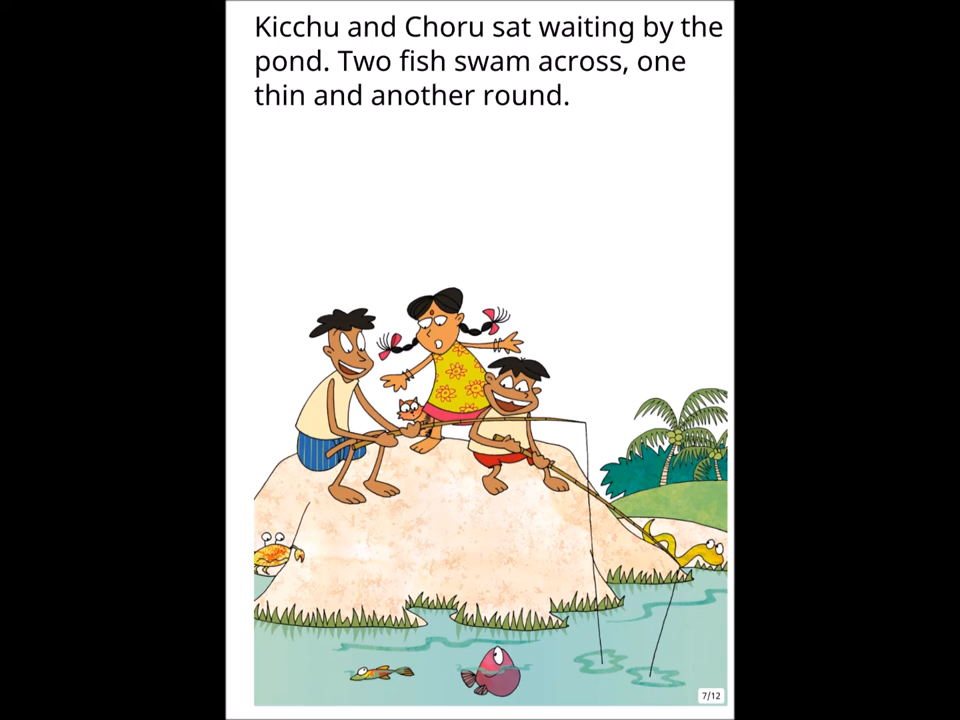 Kicchu and Choru sat waiting by the
pond. Two fish swam across, one
thin and another round.
7/12